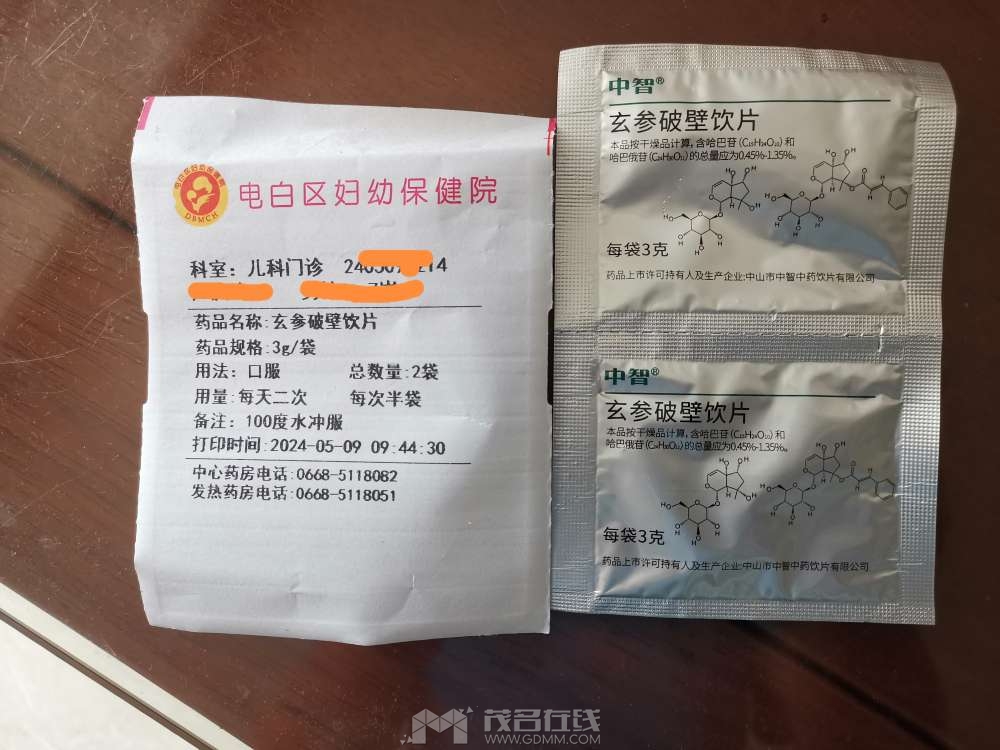 电白区妇幼保健院
DBMCH
科室: 儿科门诊
药品名称:玄参破壁饮片
药品规格:3g/袋
用法: 口服 总数量:2袋
用量:每天二次 每次半袋
备注: 100度水冲服
打印时间:2024-05-09 09:44:30
中心药房电话:0668-5118082
发热药房电话:0668-5118051
中智®
玄参破壁饮片
本品按干燥品计算,含哈巴苷(C₁₅H₂₄O₁₀)和
哈巴俄苷(C₂₄H₃₀O₁₁)的总量应为0.45%-1.35%。
每袋3克
药品上市许可持有人及生产企业:中山市中智中药饮片有限公司
中智®
玄参破壁饮片
本品按干燥品计算,含哈巴苷(C₁₅H₂₄O₁₀)和
哈巴俄苷(C₂₄H₃₀O₁₁)的总量应为0.45%-1.35%。
每袋3克
药品上市许可持有人及生产企业:中山市中智中药饮片有限公司
茂名在线
WWW.GDMM.COM